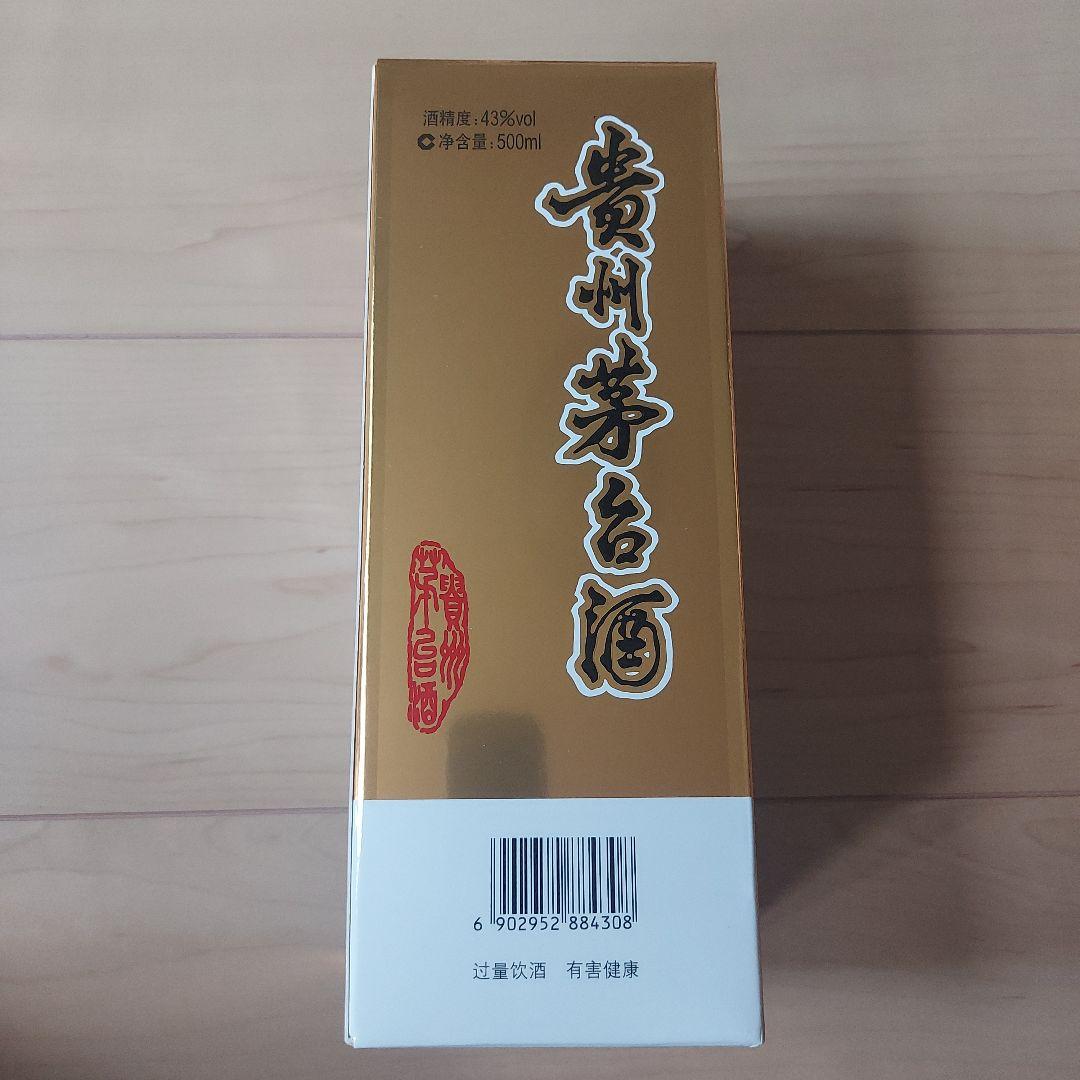 酒精度:43%vol
净含量:500ml
贵州茅台酒
貴州
茅台酒
6 902952 884308
过量饮酒 有害健康